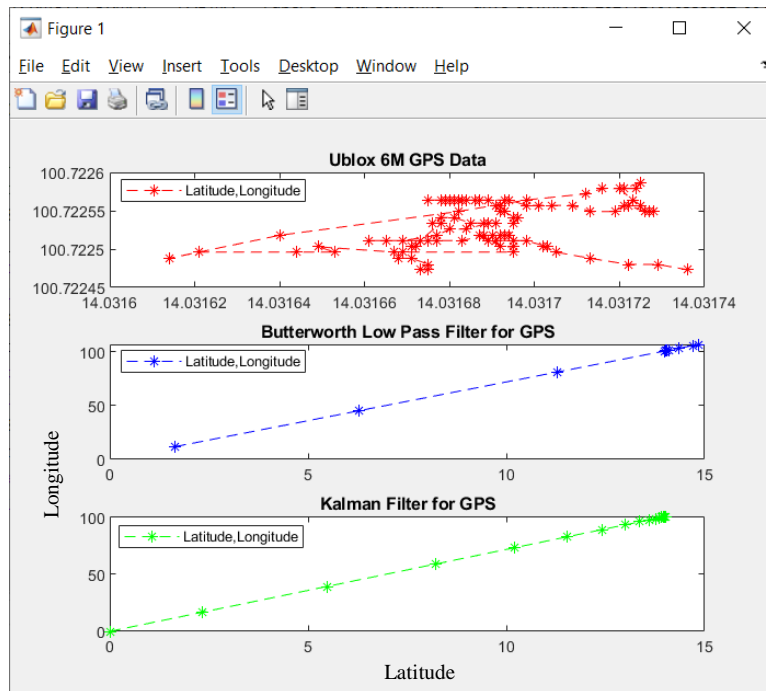 Figure 1
File Edit View Insert Tools Desktop Window Help
Ublox 6M GPS Data
100.7226
100.72255
100.7225
100.72245
Latitude,Longitude
14.0316 14.03162 14.03164 14.03166 14.03168 14.0317 14.03172 14.03174
Butterworth Low Pass Filter for GPS
100
50
0
Latitude,Longitude
0 5 10 15
Longitude
Kalman Filter for GPS
100
50
0
Latitude,Longitude
0 5 10 15
Latitude